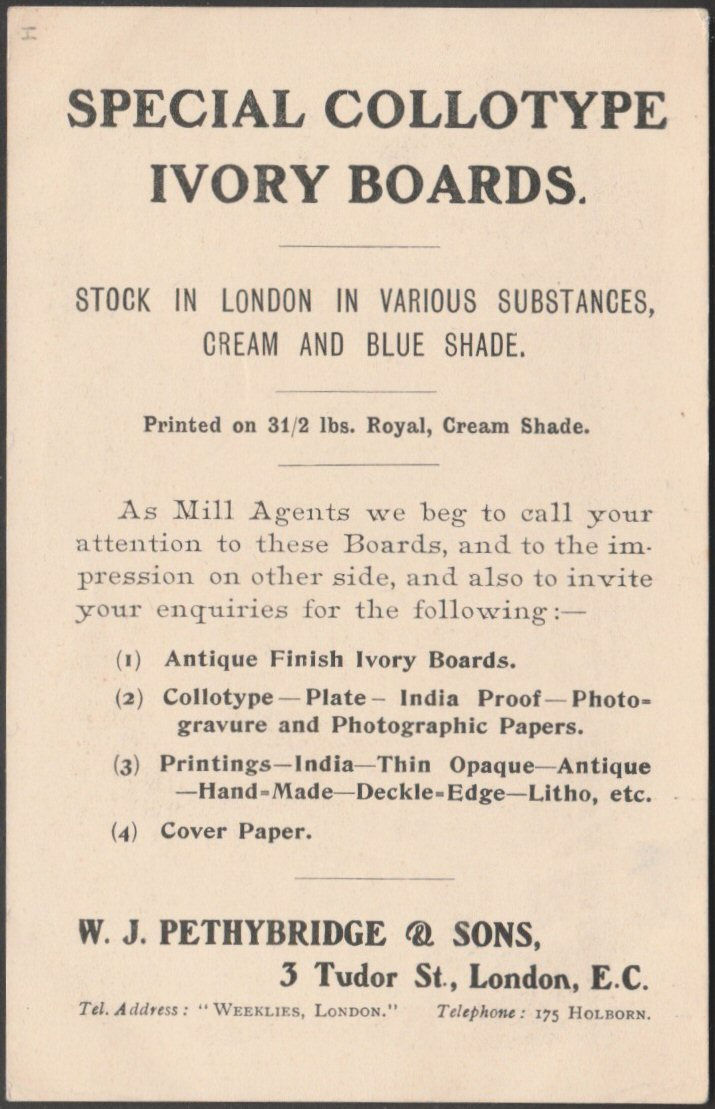 SPECIAL COLLOTYPE
IVORY BOARDS.
STOCK IN LONDON IN VARIOUS SUBSTANCES,
CREAM AND BLUE SHADE.
Printed on 31/2 lbs. Royal, Cream Shade.
As Mill Agents we beg to call your
attention to these Boards, and to the im-
pression on other side, and also to invite
your enquiries for the following:—
(1) Antique Finish Ivory Boards.
(2) Collotype—Plate—India Proof—Photo-
gravure and Photographic Papers.
(3) Printings—India—Thin Opaque—Antique
—Hand-Made—Deckle-Edge—Litho, etc.
(4) Cover Paper.
W. J. PETHYBRIDGE & SONS,
3 Tudor St., London, E.C.
Tel. Address: "WEEKLIES, LONDON." Telephone: 175 HOLBORN.